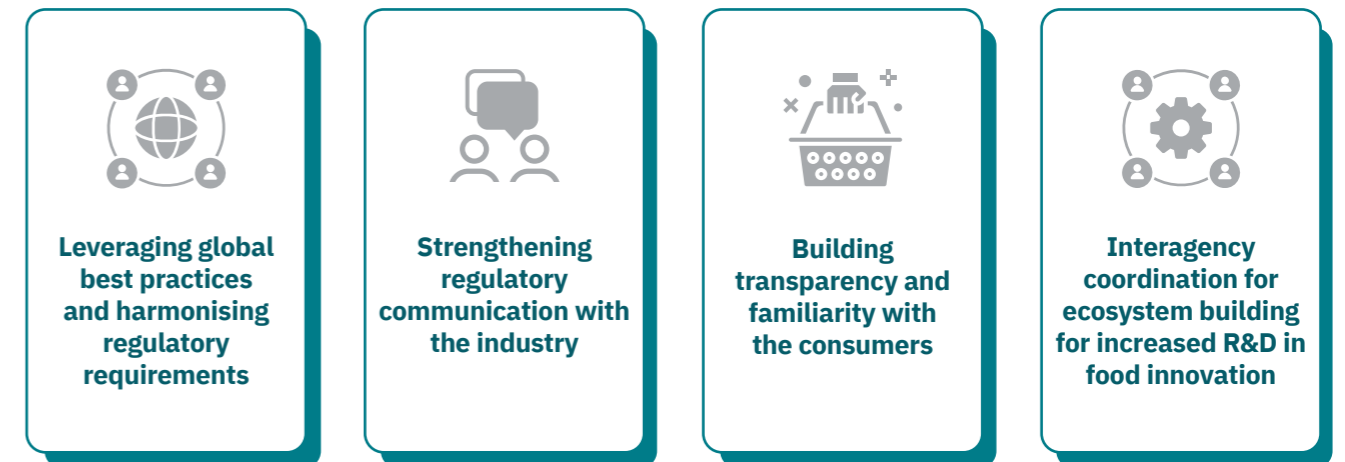 Leveraging global
best practices
and harmonising
regulatory
requirements
Strengthening
regulatory
communication with
the industry
Building
transparency and
familiarity with
the consumers
Interagency
coordination for
ecosystem building
for increased R&D in
food innovation